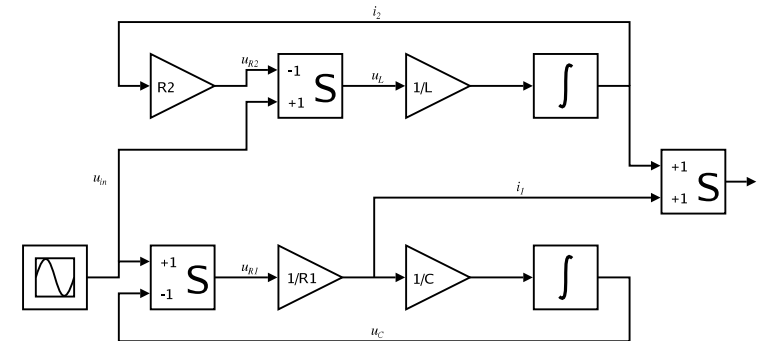 i2
R2
uR2
-1
+1
S
uL
1/L
∫
uin
+1
+1
S
i1
+1
-1
S
uR1
1/R1
1/C
∫
uC